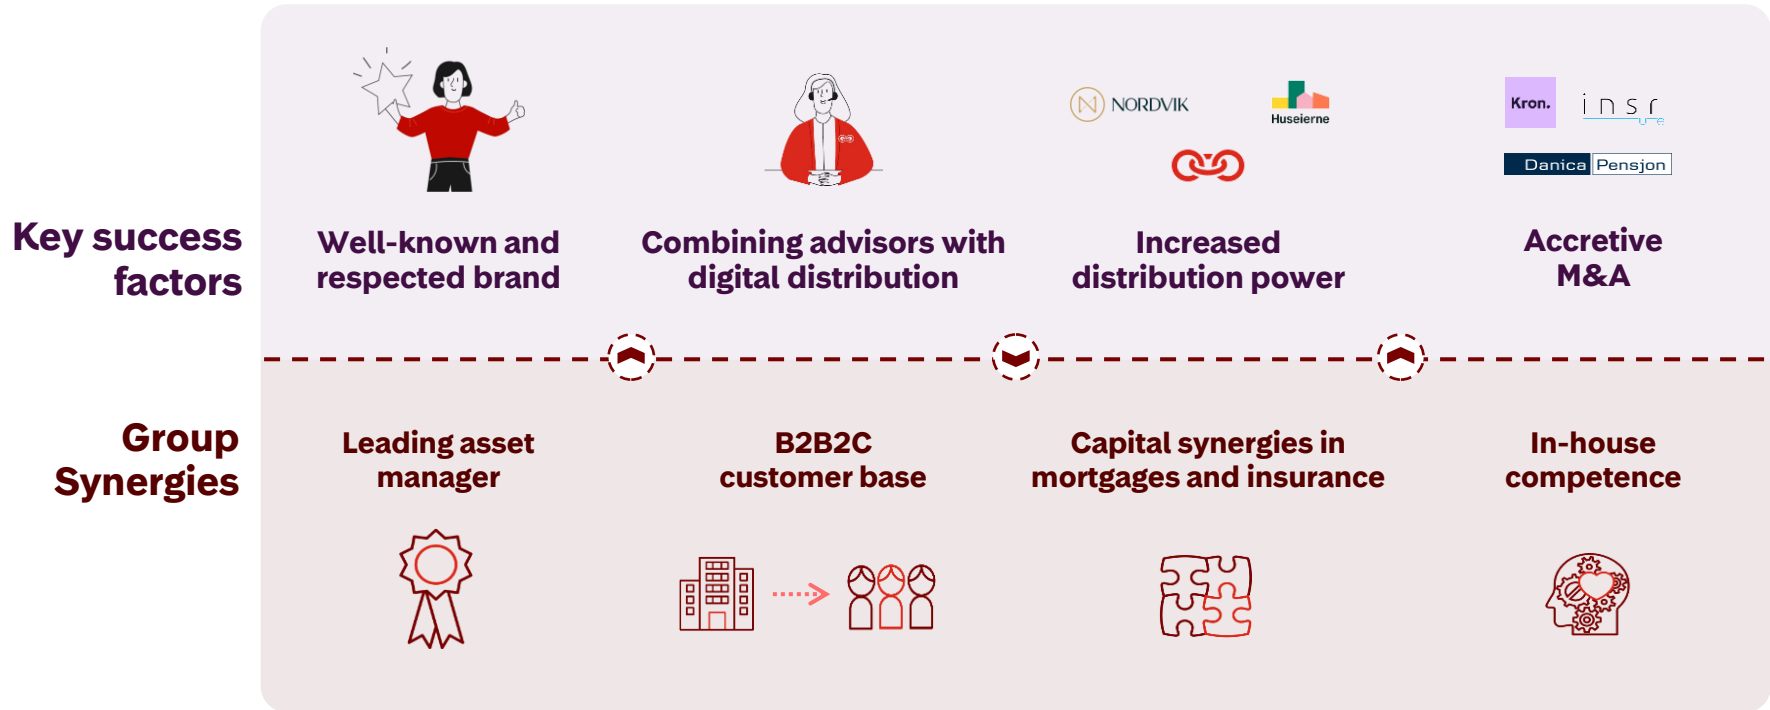 NORDVIK
Huseierne
Kron.
insr
ure
Danica Pensjon
Key success
factors
Well-known and
respected brand
Combining advisors with
digital distribution
Increased
distribution power
Accretive
M&A
Group
Synergies
Leading asset
manager
B2B2C
customer base
Capital synergies in
mortgages and insurance
In-house
competence